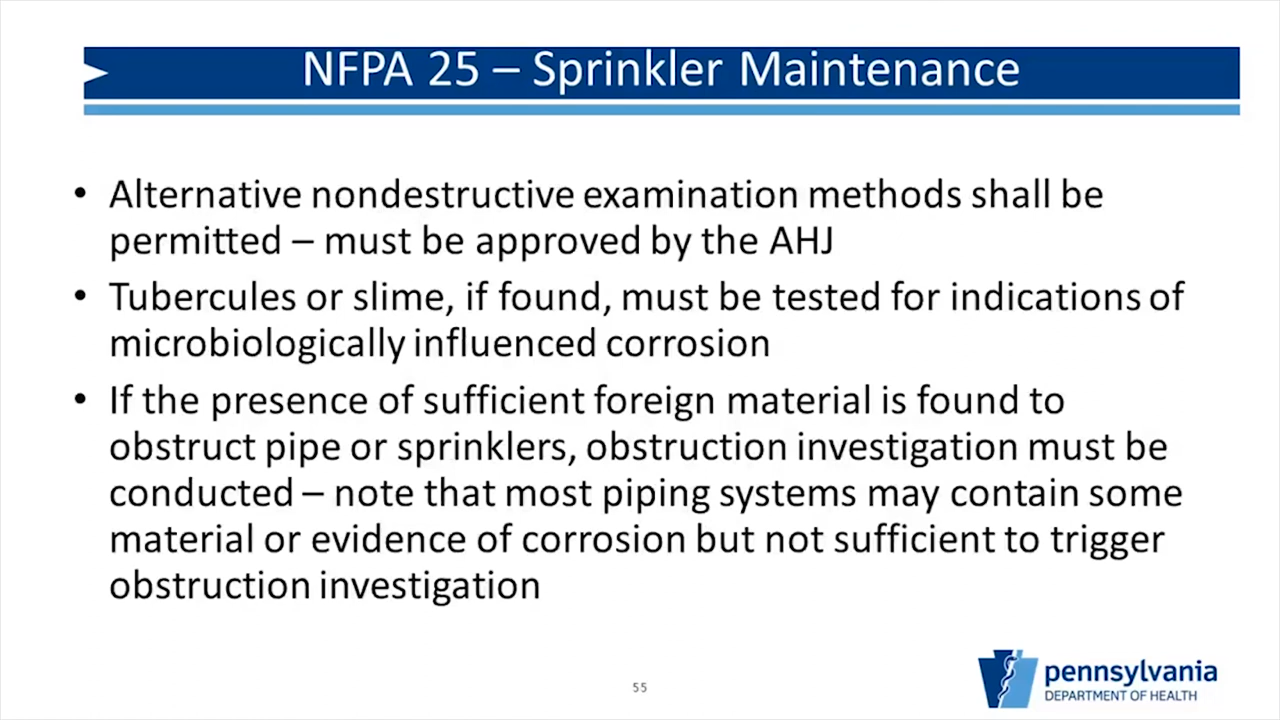 NFPA 25 – Sprinkler Maintenance
• Alternative nondestructive examination methods shall be
permitted – must be approved by the AHJ
• Tubercules or slime, if found, must be tested for indications of
microbiologically influenced corrosion
• If the presence of sufficient foreign material is found to
obstruct pipe or sprinklers, obstruction investigation must be
conducted – note that most piping systems may contain some
material or evidence of corrosion but not sufficient to trigger
obstruction investigation
55
pennsylvania
DEPARTMENT OF HEALTH